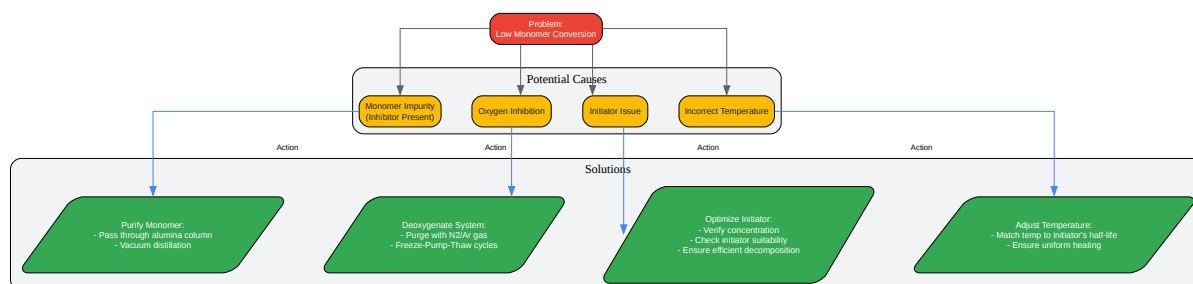 Problem:
Low Monomer Conversion
Potential Causes
Monomer Impurity
(Inhibitor Present)
Oxygen Inhibition
Initiator Issue
Incorrect Temperature
Action
Action
Action
Action
Solutions
Purify Monomer:
- Pass through alumina column
- Vacuum distillation
Deoxygenate System:
- Purge with N2/Ar gas
- Freeze-Pump-Thaw cycles
Optimize Initiator:
- Verify concentration
- Check initiator suitability
- Ensure efficient decomposition
Adjust Temperature:
- Match temp to initiator's half-life
- Ensure uniform heating